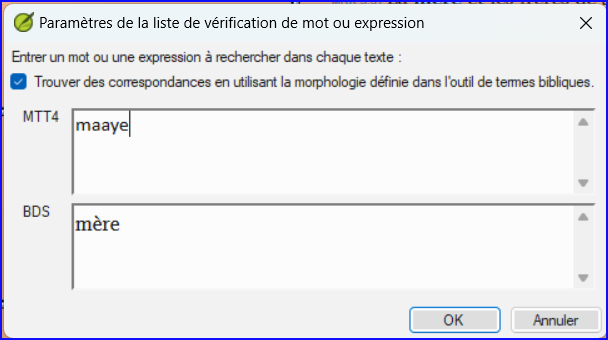 Paramètres de la liste de vérification de mot ou expression
Entrer un mot ou une expression à rechercher dans chaque texte :
Trouver des correspondances en utilisant la morphologie définie dans l'outil de termes bibliques.
MTT4
maaye
BDS
mère
OK
Annuler